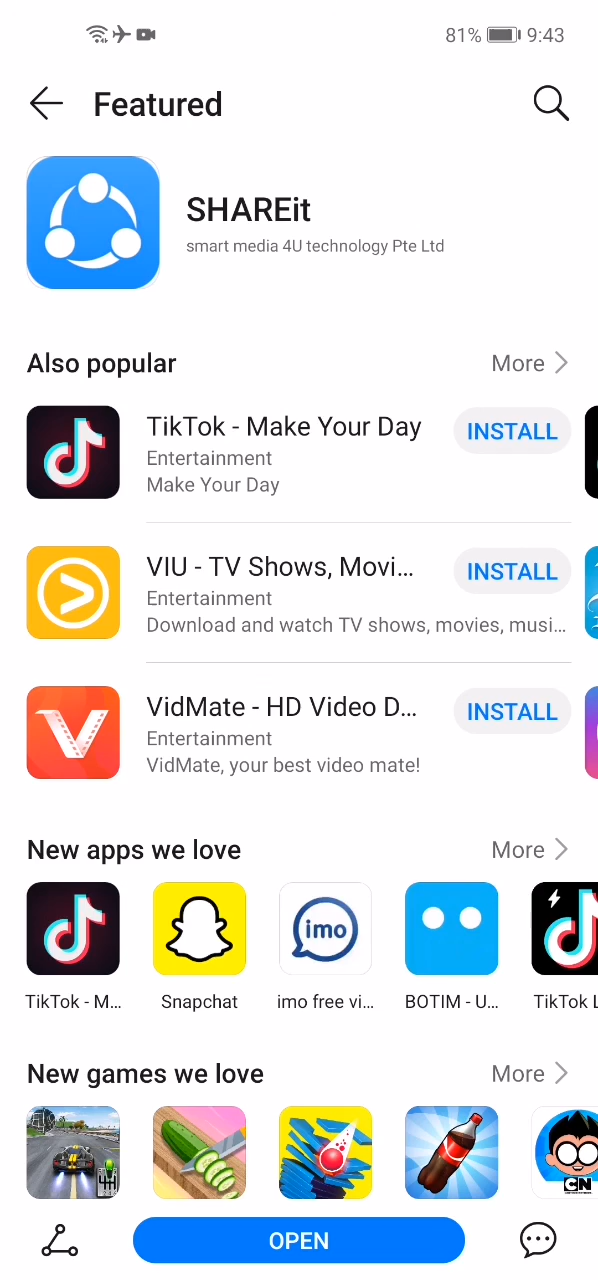 81% 9:43
Featured
SHAREit
smart media 4U technology Pte Ltd
Also popular More
TikTok - Make Your Day INSTALL
Entertainment
Make Your Day
VIU - TV Shows, Movi... INSTALL
Entertainment
Download and watch TV shows, movies, musi...
VidMate - HD Video D... INSTALL
Entertainment
VidMate, your best video mate!
New apps we love More
imo
TikTok - M... Snapchat imo free vi... BOTIM - U... TikTok L
New games we love More
CN
OPEN